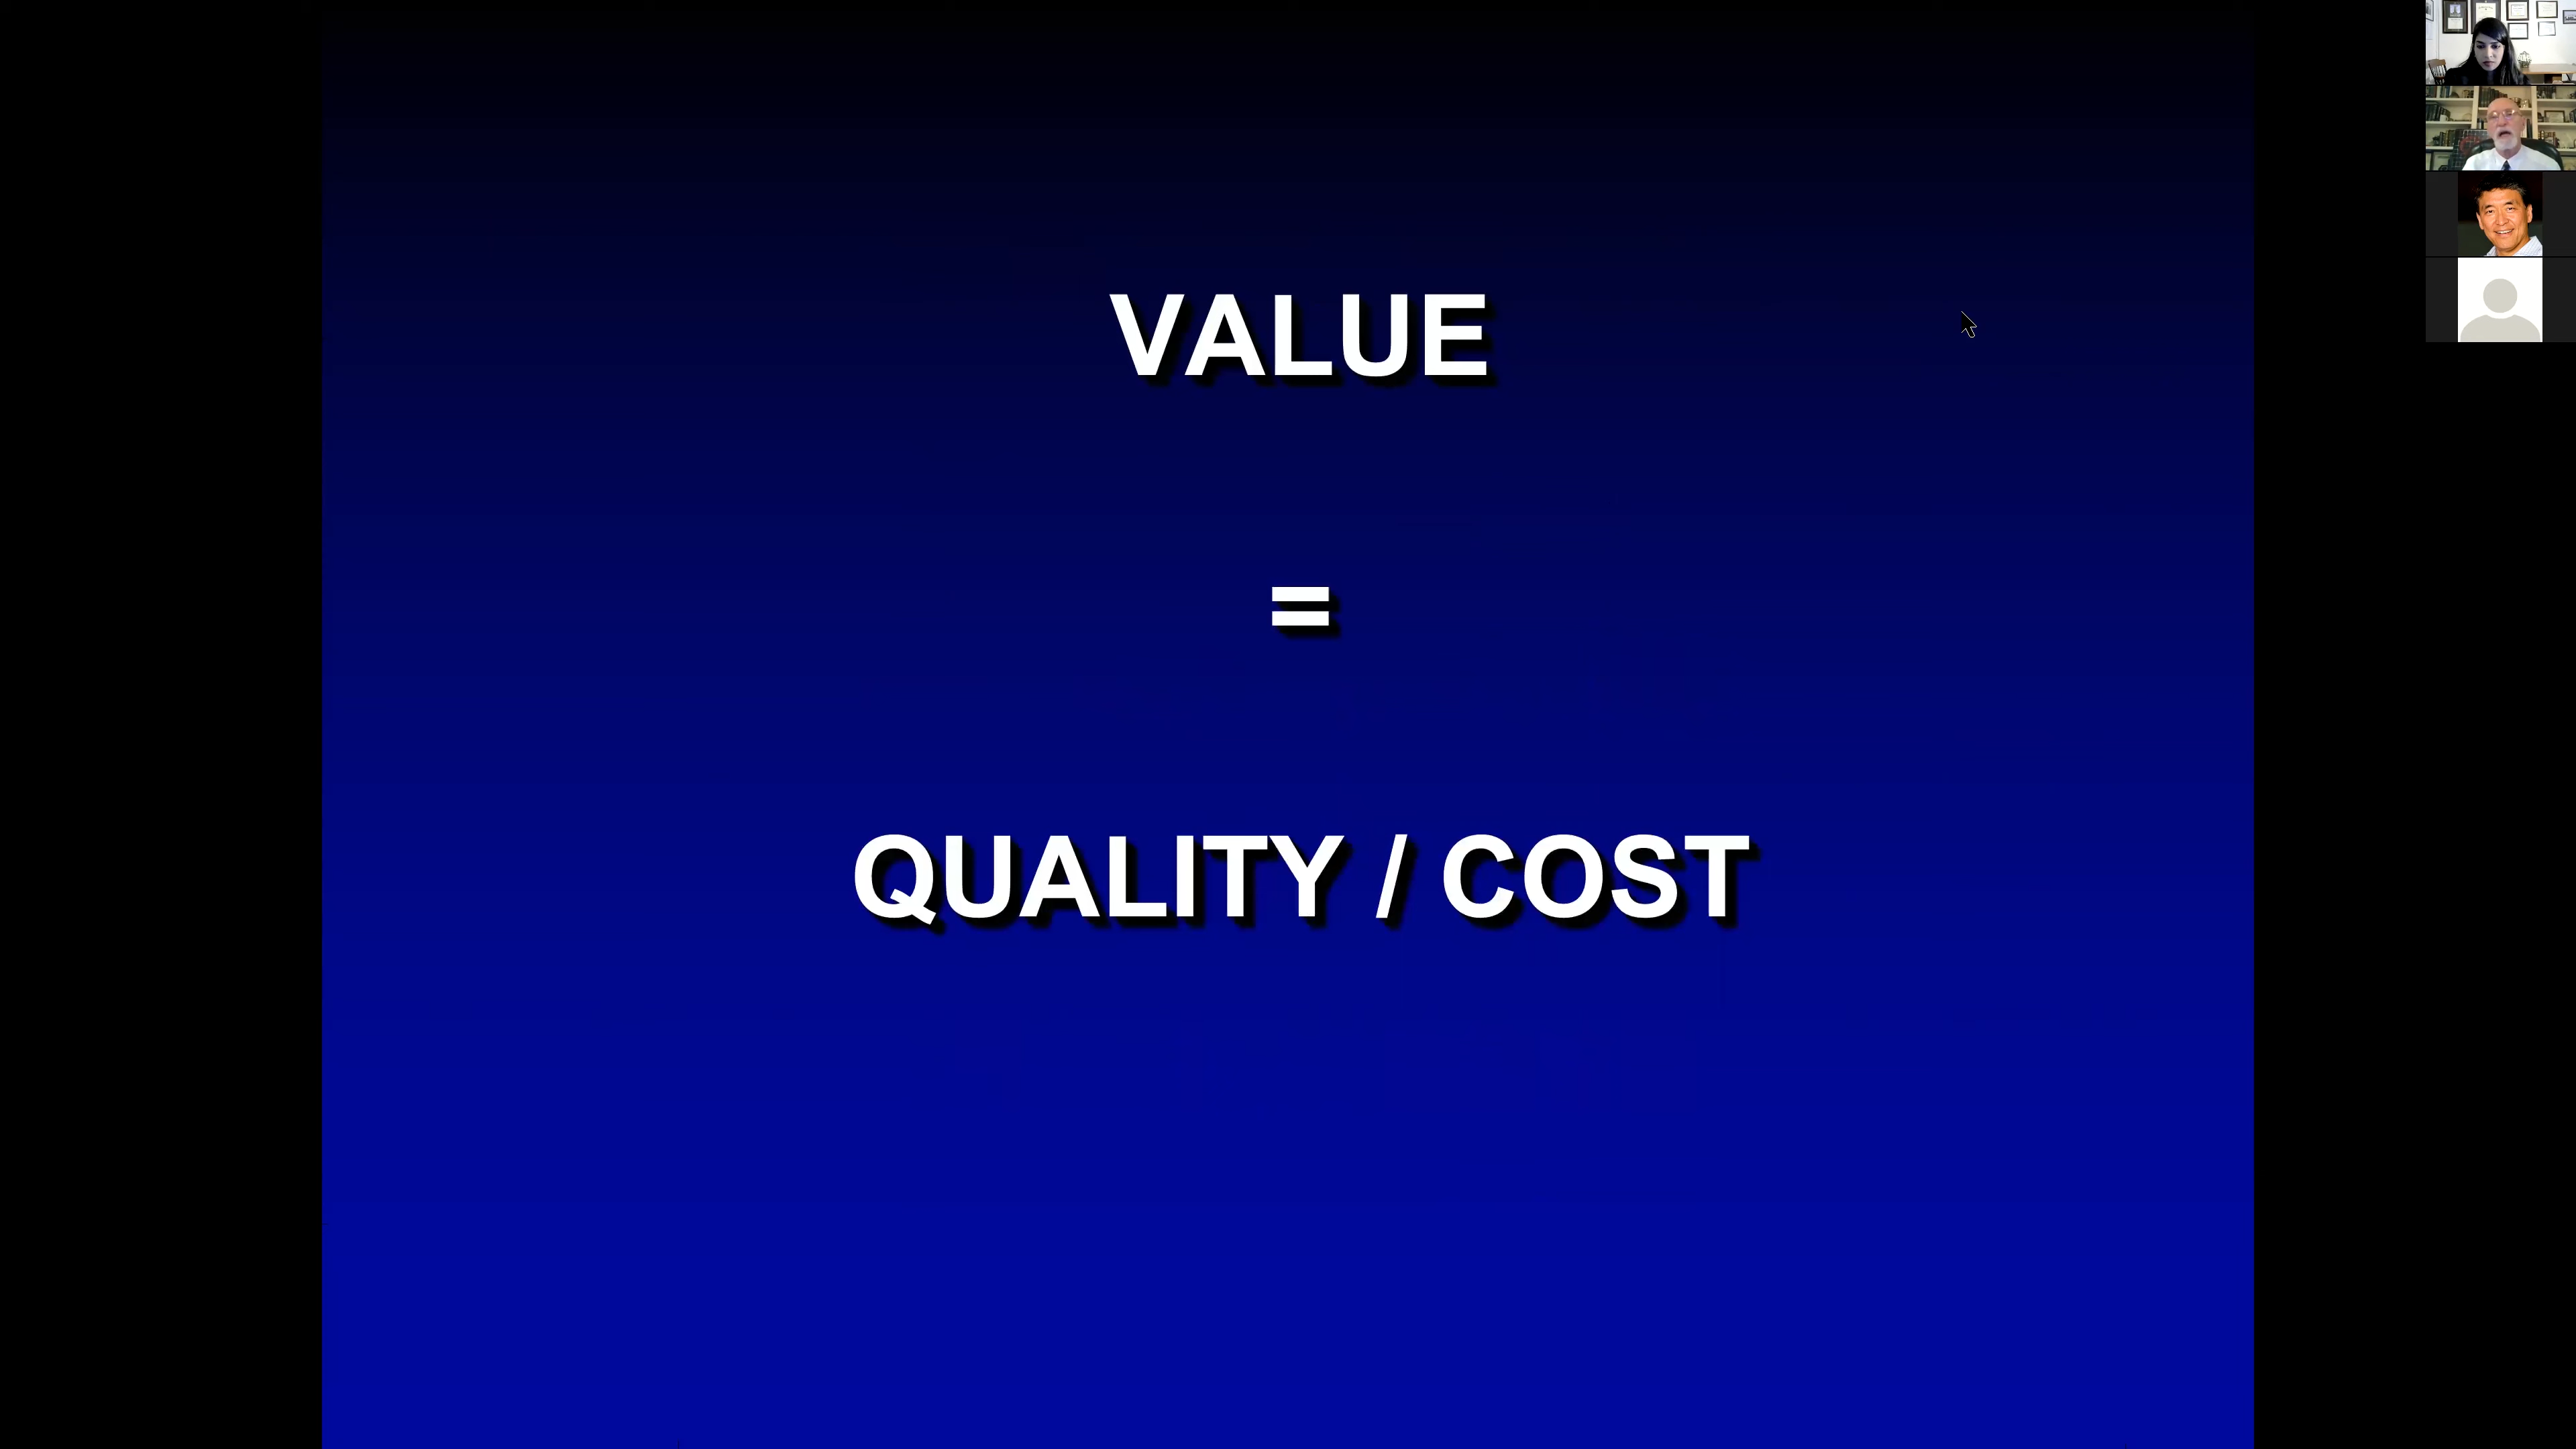 VALUE
=
QUALITY / COST